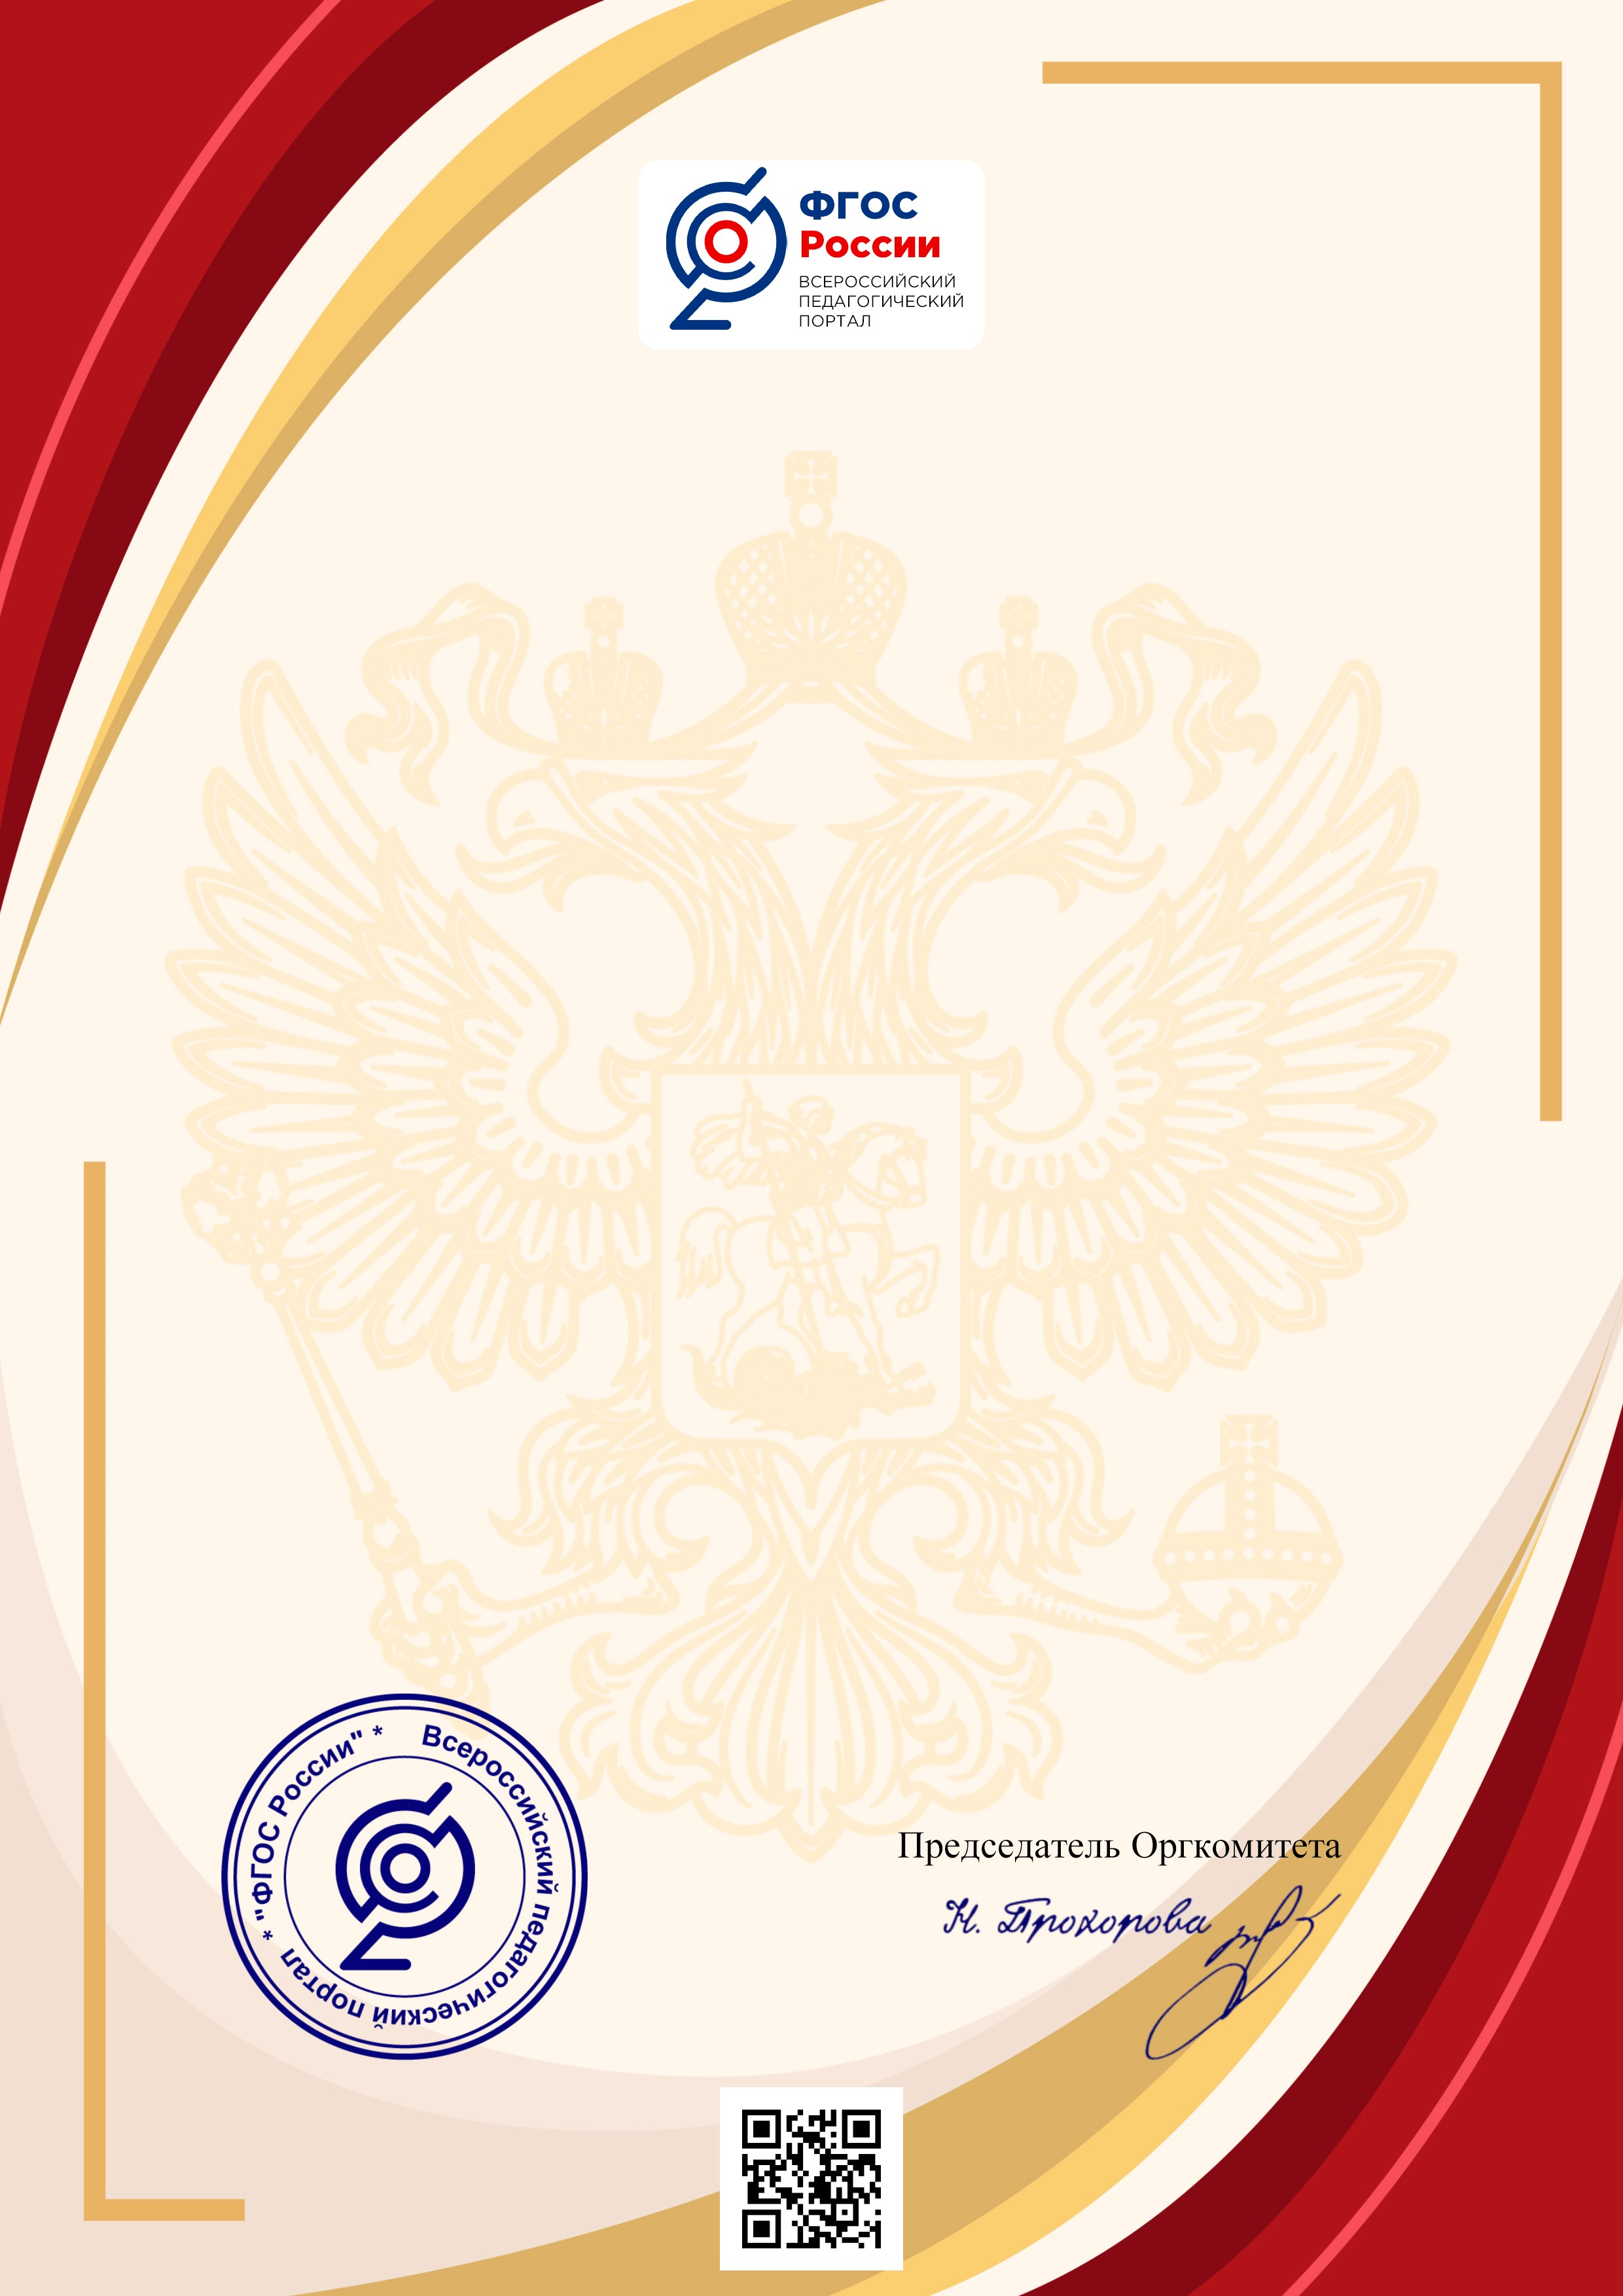 ФГОС
России
ВСЕРОССИЙСКИЙ
ПЕДАГОГИЧЕСКИЙ
ПОРТАЛ
Всероссийский педагогический портал * "ФГОС России" *
Председатель Оргкомитета
Н. Прохорова